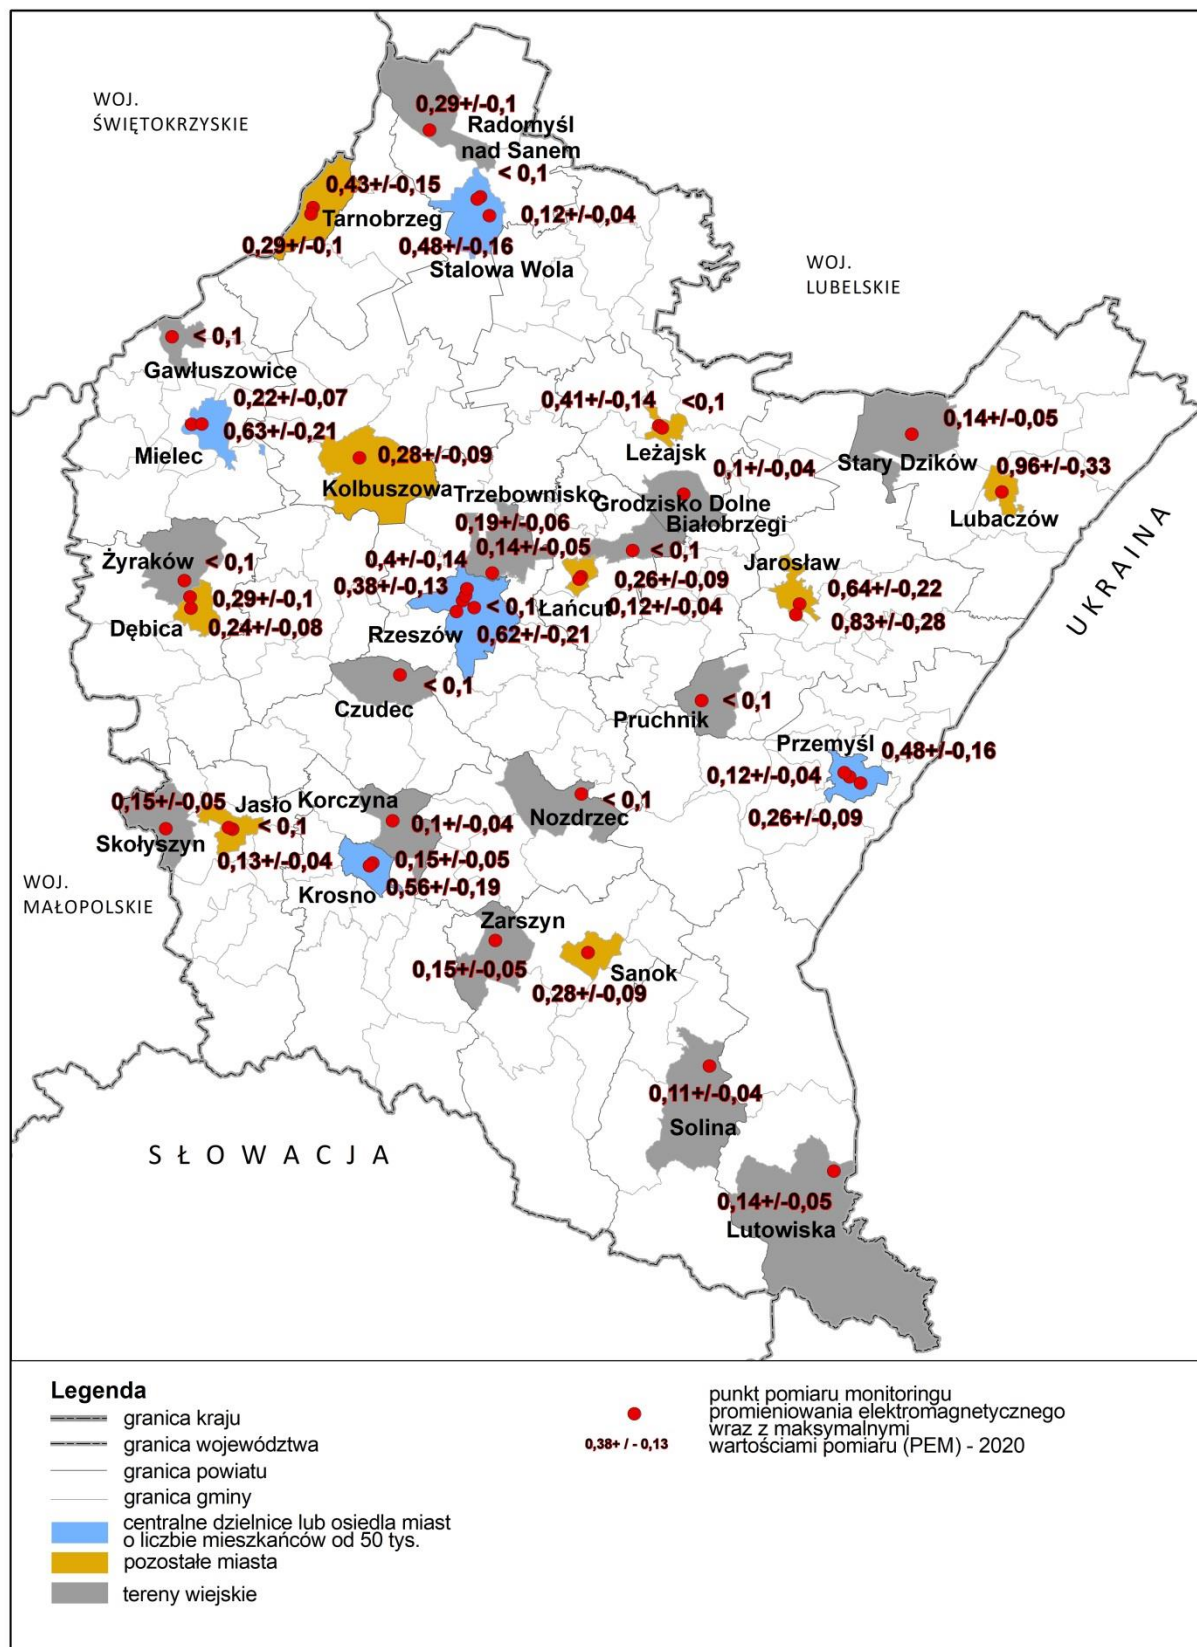 WOJ.
ŚWIĘTOKRZYSKIE
0,29+/-0,1
Radomyśl
nad Sanem
< 0,1
0,43+/-0,15
Tarnobrzeg
0,12+/-0,04
0,29+/-0,1
0,48+/-0,16
Stalowa Wola
WOJ.
LUBELSKIE
< 0,1
Gawłuszowice
0,22+/-0,07
0,63+/-0,21
Mielec
0,41+/-0,14
<0,1
Leżajsk
0,14+/-0,05
Stary Dzików
0,28+/-0,09
Kolbuszowa
0,1+/-0,04
0,96+/-0,33
Lubaczów
Trzebownisko
Grodzisko Dolne
Białobrzegi
0,19+/-0,06
0,14+/-0,05
< 0,1
UKRAINA
Żyraków
< 0,1
0,4+/-0,14
0,38+/-0,13
0,26+/-0,09
Jarosław
0,64+/-0,22
0,29+/-0,1
< 0,1
Łańcut
0,12+/-0,04
0,83+/-0,28
Dębica
0,24+/-0,08
Rzeszów
0,62+/-0,21
< 0,1
Czudec
< 0,1
Pruchnik
Przemyśl
0,48+/-0,16
0,12+/-0,04
0,26+/-0,09
0,15+/-0,05
Jasło
Korczyna
< 0,1
Nozdrzec
Skołyszyn
< 0,1
0,1+/-0,04
0,13+/-0,04
0,15+/-0,05
WOJ.
MAŁOPOLSKIE
Krosno
0,56+/-0,19
Zarszyn
0,15+/-0,05
Sanok
0,28+/-0,09
0,11+/-0,04
Solina
SŁOWACJA
0,14+/-0,05
Lutowiska
Legenda
granica kraju
granica województwa
granica powiatu
granica gminy
centralne dzielnice lub osiedla miast
o liczbie mieszkańców od 50 tys.
pozostałe miasta
tereny wiejskie
punkt pomiaru monitoringu
promieniowania elektromagnetycznego
wraz z maksymalnymi
0,38+ / - 0,13 wartościami pomiaru (PEM) - 2020